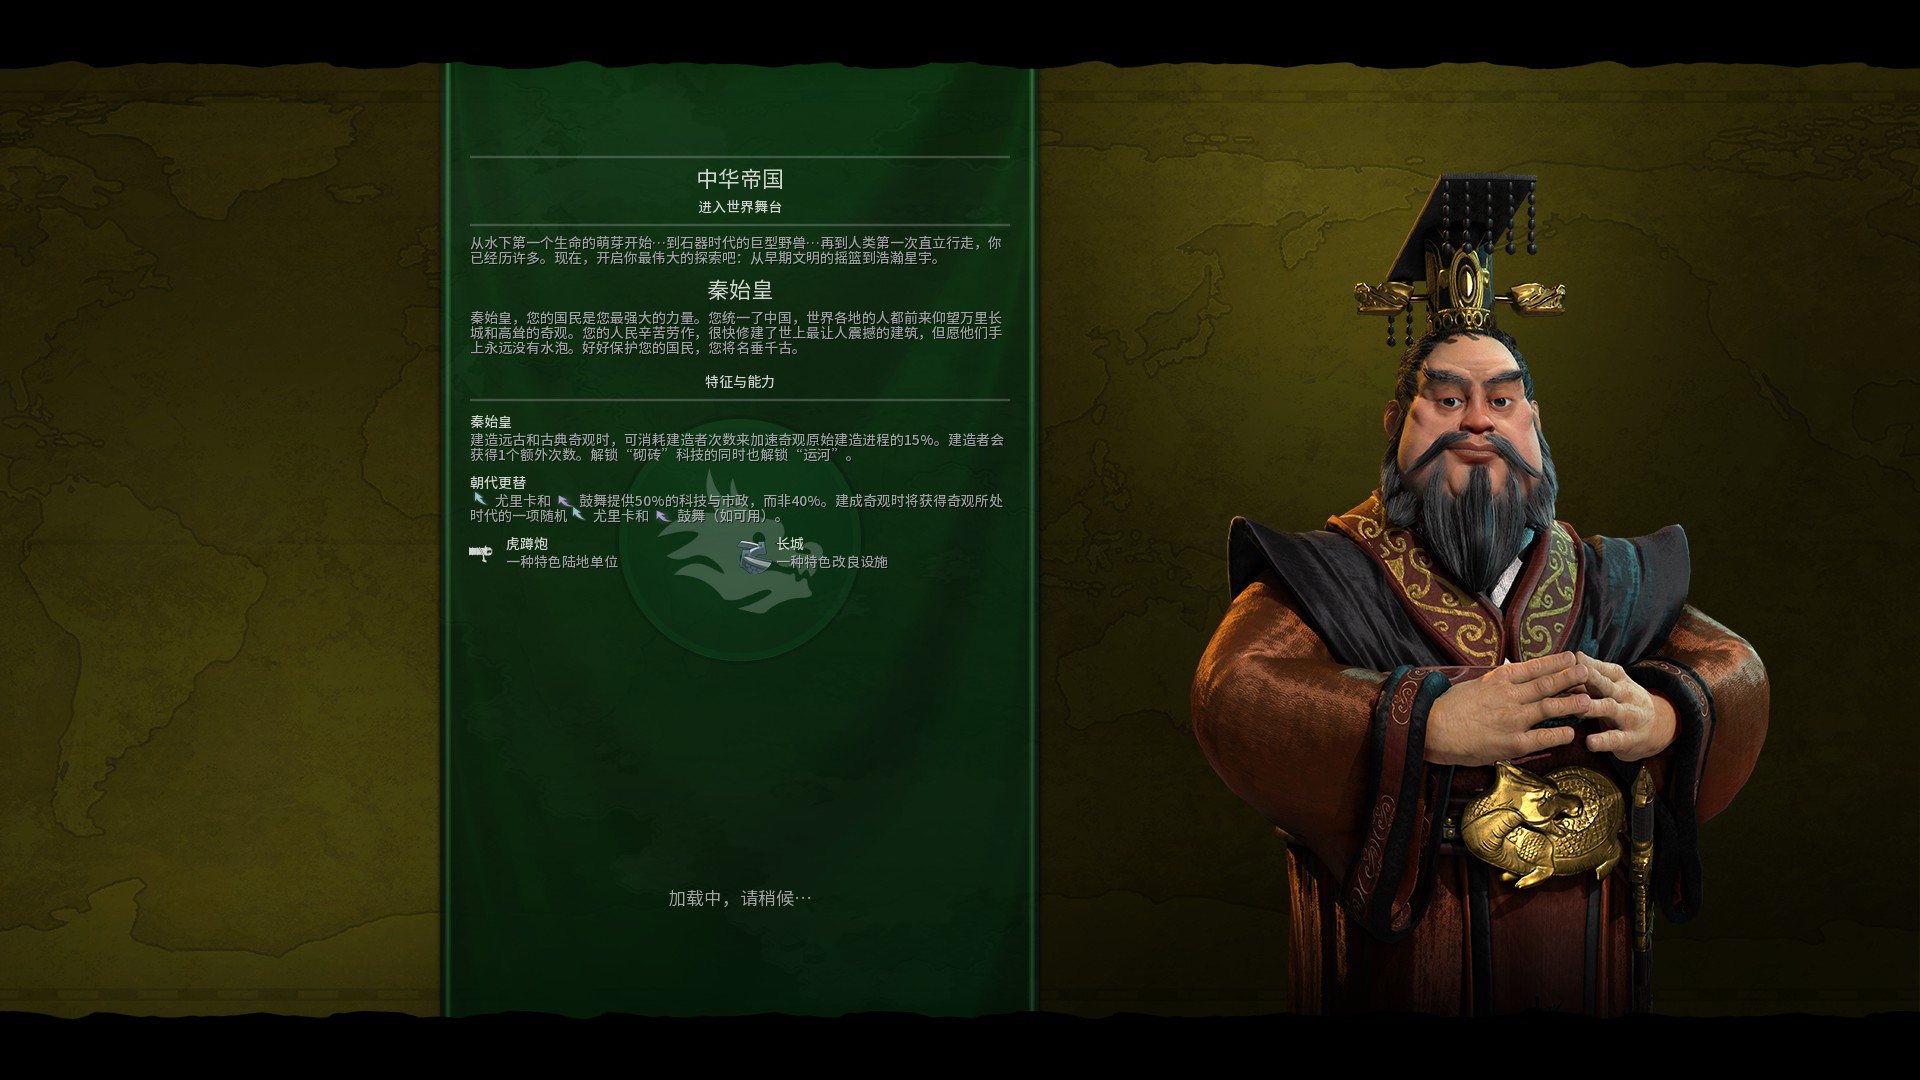 中华帝国
进入世界舞台
从水下第一个生命的萌芽开始…到石器时代的巨型野兽…再到人类第一次直立行走，你
已经历许多。现在，开启你最伟大的探索吧：从早期文明的摇篮到浩瀚星宇。
秦始皇
秦始皇，您的国民是您最强大的力量。您统一了中国，世界各地的人都前来仰望万里长
城和高耸的奇观。您的人民辛苦劳作，很快修建了世上最让人震撼的建筑，但愿他们手
上永远没有水泡。好好保护您的国民，您将名垂千古。
特征与能力
秦始皇
建造远古和古典奇观时，可消耗建造者次数来加速奇观原始建造进程的15%。建造者会
获得1个额外次数。解锁“砌砖”科技的同时也解锁“运河”。
朝代更替
尤里卡和 鼓舞提供50%的科技与市政，而非40%。建成奇观时将获得奇观所处
时代的一项随机 尤里卡和 鼓舞（如可用）。
虎蹲炮
一种特色陆地单位
长城
一种特色改良设施
加载中，请稍候…